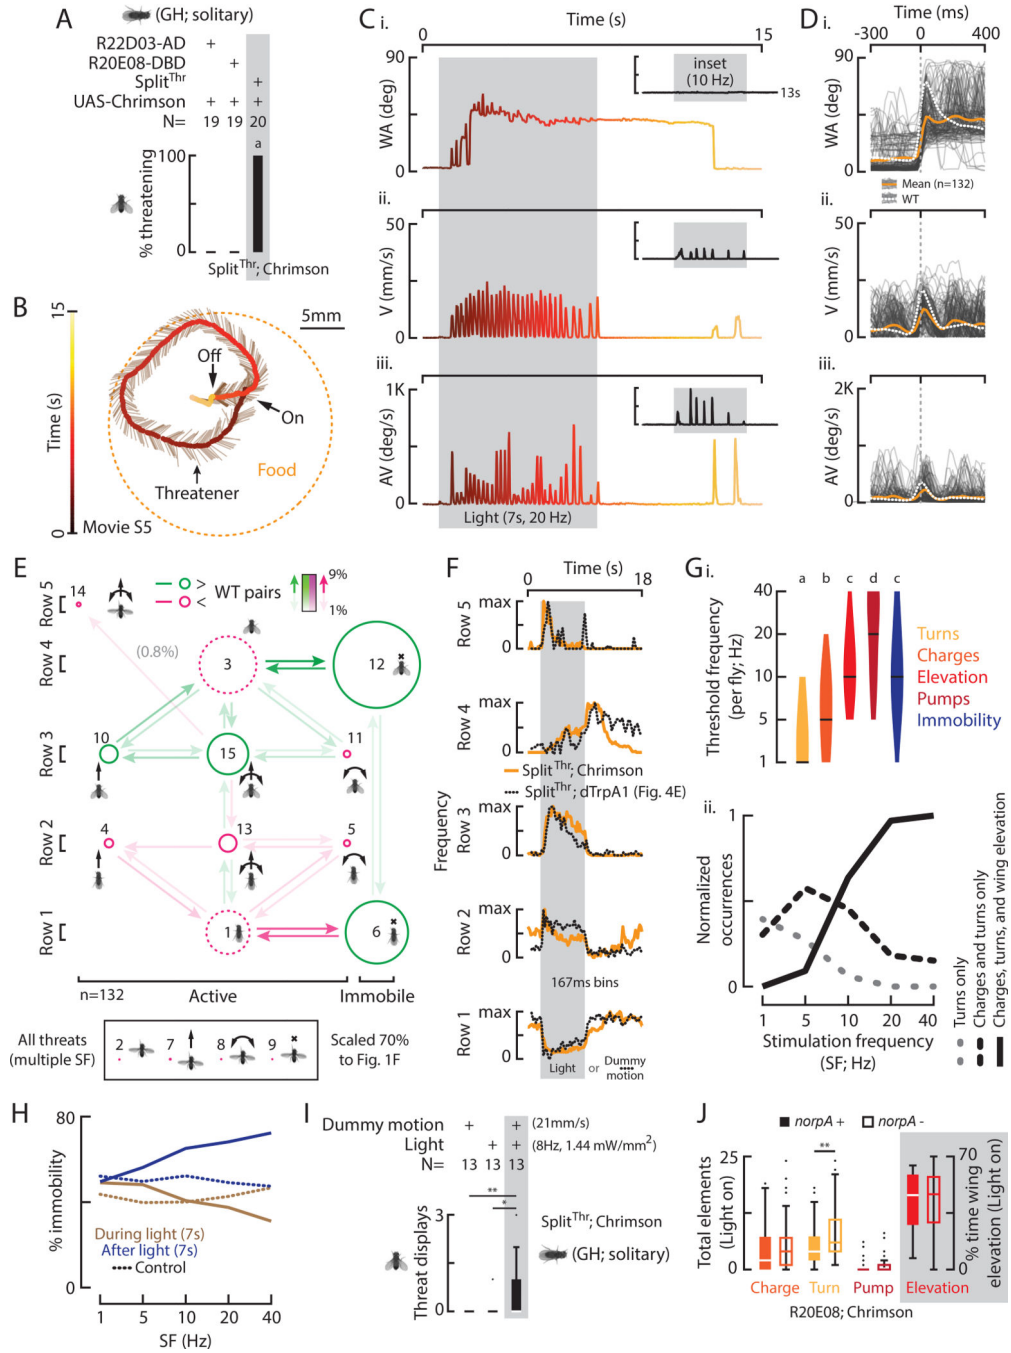 A
(GH; solitary)
R22D03-AD +
R20E08-DBD +
Split^Thr +
UAS-Chrimson + + +
N= 19 19 20
a
% threatening
100
0
Split^Thr; Chrimson
B
15
Time (s)
0
5mm
Off
On
Food
Threatener
Movie S5
C i.
Time (s)
0 15
90
WA (deg)
0
inset
(10 Hz)
13s
ii.
50
V (mm/s)
0
iii.
1K
AV (deg/s)
0
Light (7s, 20 Hz)
D i.
Time (ms)
-300 0 400
90
WA (deg)
0
Mean (n=132)
WT
ii.
50
V (mm/s)
0
iii.
2K
AV (deg/s)
0
E
Row 5
Row 4
Row 3
Row 2
Row 1
14
> WT pairs
<
9%
1%
(0.8%)
3
12
x
10
15
11
4
13
5
1
6
x
n=132
Active
Immobile
All threats
(multiple SF)
2 7 8 9
x
Scaled 70%
to Fig. 1F
F
Time (s)
0 18
Frequency
Row 5
max
0
Row 4
max
0
Split^Thr; Chrimson
Split^Thr; dTrpA1 (Fig. 4E)
Row 3
max
0
Row 2
max
0
167ms bins
Row 1
max
0
Light or Dummy motion
G i.
a b c d c
Threshold frequency
(per fly; Hz)
40
20
10
5
1
Turns
Charges
Elevation
Pumps
Immobility
ii.
Normalized
occurrences
1
0
1 5 10 20 40
Stimulation frequency
(SF; Hz)
Turns only
Charges and turns only
Charges, turns, and wing elevation
H
80
% immobility
0
During light (7s)
After light (7s)
Control
1 5 10 20 40
SF (Hz)
I
Dummy motion + + (21mm/s)
Light + + (8Hz, 1.44 mW/mm²)
N= 13 13 13
**
*
3
Threat displays
0
Split^Thr; Chrimson
(GH; solitary)
J
norpA + norpA -
**
25
Total elements
(Light on)
0
70
% time wing
elevation (Light on)
0
Charge Turn Pump Elevation
R20E08; Chrimson